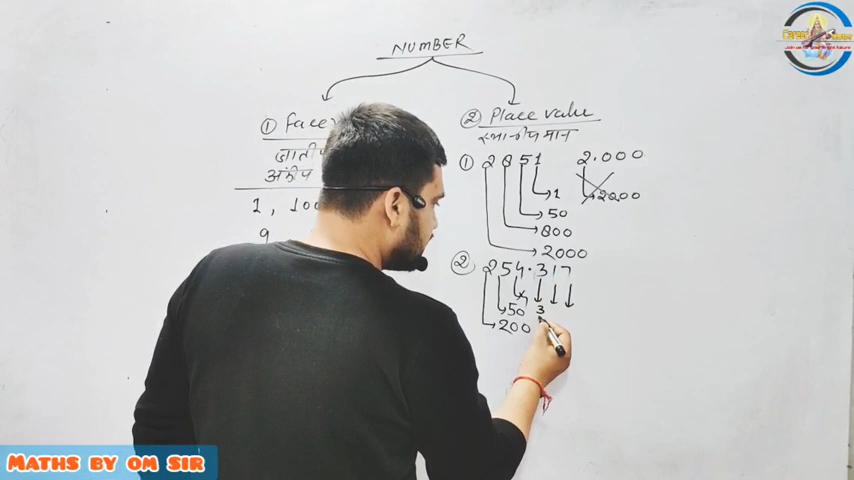 NUMBER
① Face
② Place value
स्थानीय मान
जाती
अंकीय
① 2851
2.000
2000
1
50
800
2000
1, 100
9
② 254.317
4
50
3
200
MATHS BY OM SIR